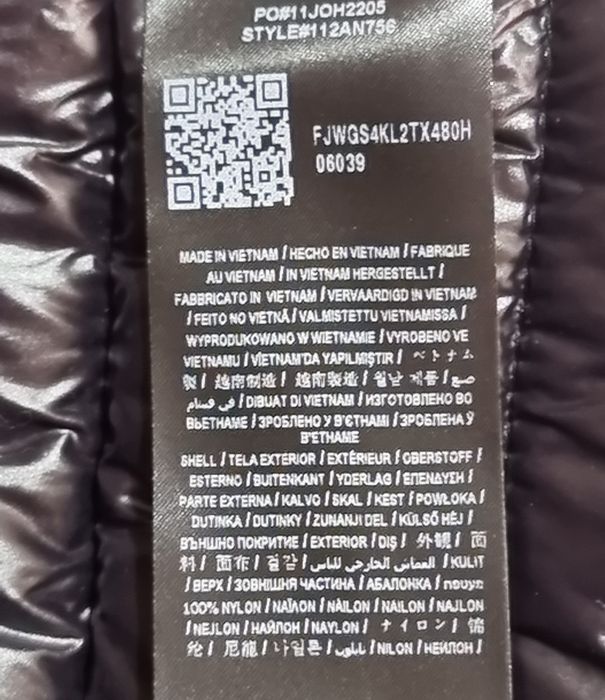 PO#11JOH2205
STYLE#112AN756
FJWGS4KL2TX480H
06039
MADE IN VIETNAM / HECHO EN VIETNAM / FABRIQUE
AU VIETNAM / IN VIETNAM HERGESTELLT /
FABBRICATO IN VIETNAM / VERVAARDIGD IN VIETNAM
/ FEITO NO VIETNÃ / VALMISTETTU VIETNAMISSA /
WYPRODUKOWANO W WIETNAMIE / VYROBENO VE
VIETNAMU / VİETNAM'DA YAPILMIŞTIR / ベトナム
製 / 越南制造 / 越南製造 / 월남 제품 / صنع
في فيتنام / DIBUAT DI VIETNAM / ИЗГОТОВЛЕНО ВО
ВЬЕТНАМЕ / ЗРОБЛЕНО У В'ЄТНАМІ / ЗРОБЛЕНА Ў
В'ЕТНАМЕ
SHELL / TELA EXTERIOR / EXTÉRIEUR / OBERSTOFF /
ESTERNO / BUITENKANT / YDERLAG / ΕΠΕΝΔΥΣΗ /
PARTE EXTERNA / KALVO / SKAL / KEST / POWŁOKA /
DUTINKA / DUTINKY / ZUNANJI DEL / KÜLSŐ HÉJ /
ВЪНШНО ПОКРИТИЕ / EXTERIOR / DIŞ / 外観 / 面
料 / 面布 / 겉감 / القماش الخارجي للباس / KULIT
/ ВЕРХ / ЗОВНІШНЯ ЧАСТИНА / АБАЛОНКА /
100% NYLON / ΝΑΪΛΟΝ / NÁILON / NAILON / NAJLON
/ NEJLON / НАЙЛОН / NAYLON / ナイロン / 锦
纶 / 尼龍 / 나일론 / نايلون / NILON / НЕЙЛОН /